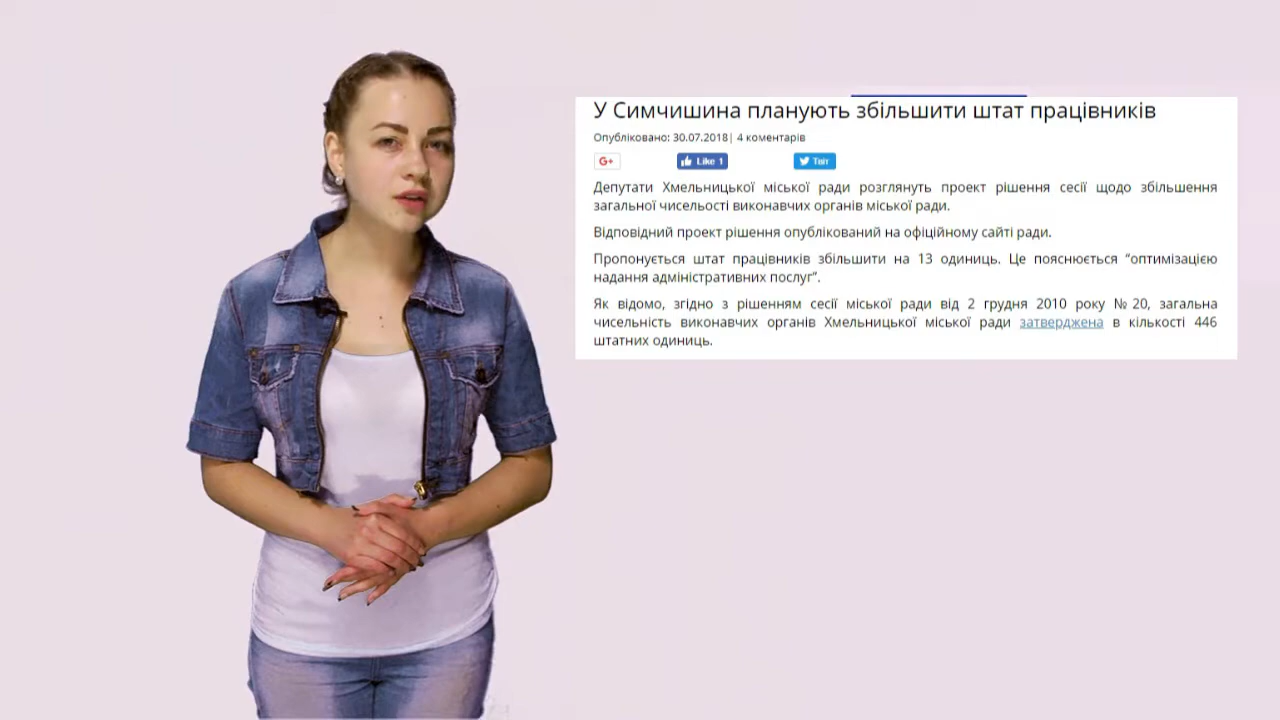 У Симчишина планують збільшити штат працівників
Опубліковано: 30.07.2018| 4 коментарів
G+ Like 1 Твіт
Депутати Хмельницької міської ради розглянуть проект рішення сесії щодо збільшення
загальної чисельості виконавчих органів міської ради.
Відповідний проект рішення опублікований на офіційному сайті ради.
Пропонується штат працівників збільшити на 13 одиниць. Це пояснюється “оптимізацією
надання адміністративних послуг”.
Як відомо, згідно з рішенням сесії міської ради від 2 грудня 2010 року №20, загальна
чисельність виконавчих органів Хмельницької міської ради затверджена в кількості 446
штатних одиниць.